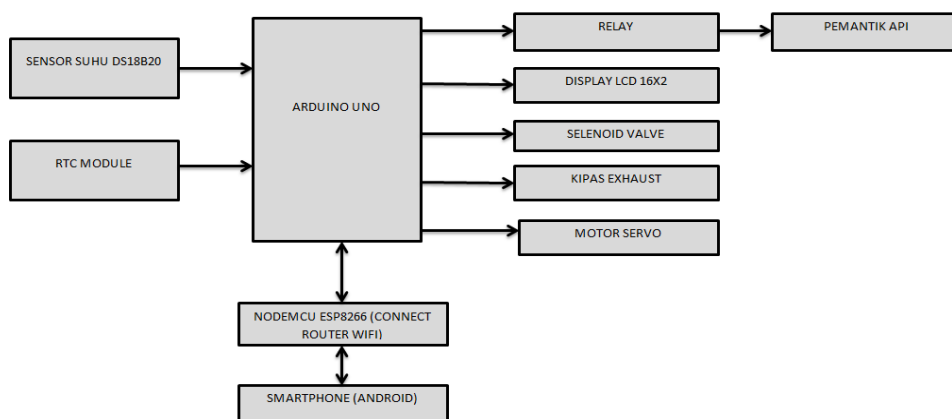 RELAY
PEMANTIK API
SENSOR SUHU DS18B20
DISPLAY LCD 16X2
ARDUINO UNO
SELENOID VALVE
RTC MODULE
KIPAS EXHAUST
MOTOR SERVO
NODEMCU ESP8266 (CONNECT
ROUTER WIFI)
SMARTPHONE (ANDROID)